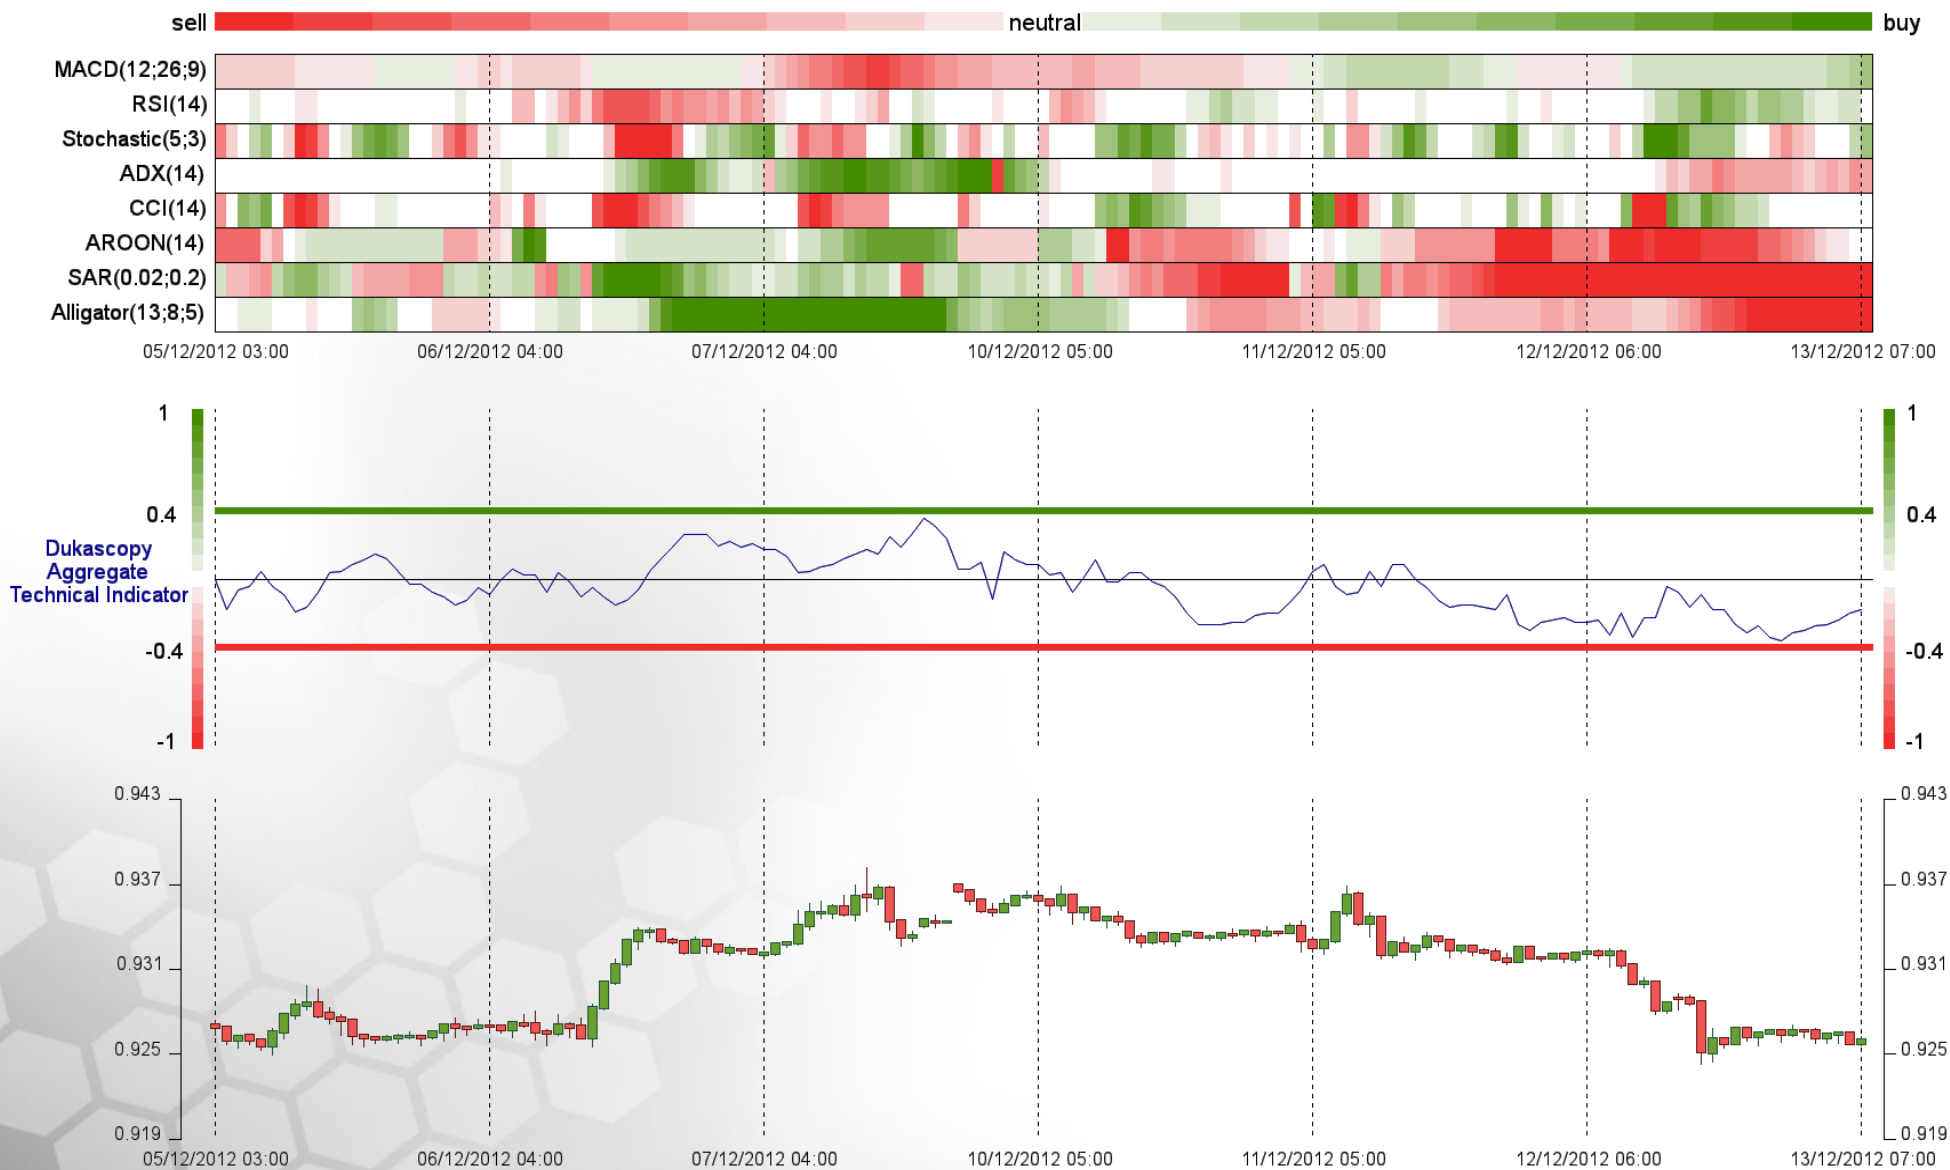 sell neutral buy
MACD(12;26;9)
RSI(14)
Stochastic(5;3)
ADX(14)
CCI(14)
AROON(14)
SAR(0.02;0.2)
Alligator(13;8;5)
05/12/2012 03:00 06/12/2012 04:00 07/12/2012 04:00 10/12/2012 05:00 11/12/2012 05:00 12/12/2012 06:00 13/12/2012 07:00
1 1
0.4 0.4
Dukascopy
Aggregate
Technical Indicator
-0.4 -0.4
-1 -1
0.943 0.943
0.937 0.937
0.931 0.931
0.925 0.925
0.919 0.919
05/12/2012 03:00 06/12/2012 04:00 07/12/2012 04:00 10/12/2012 05:00 11/12/2012 05:00 12/12/2012 06:00 13/12/2012 07:00